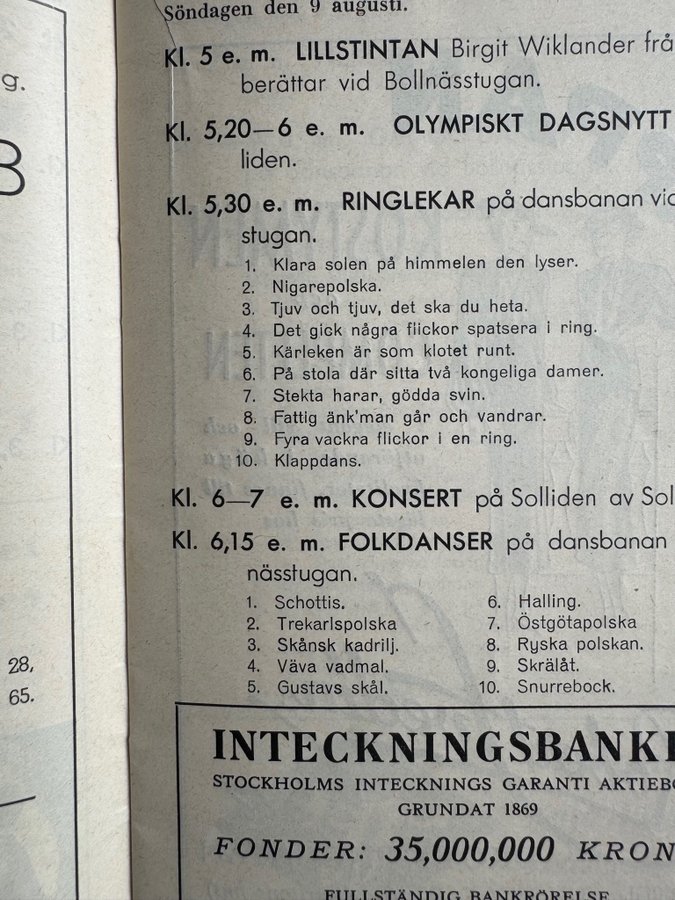 g.
B
28,
65.
Söndagen den 9 augusti.
Kl. 5 e. m. LILLSTINTAN Birgit Wiklander frå
berättar vid Bollnässtugan.
Kl. 5,20—6 e. m. OLYMPISKT DAGSNYTT
liden.
Kl. 5,30 e. m. RINGLEKAR på dansbanan vid
stugan.
1. Klara solen på himmelen den lyser.
2. Nigarepolska.
3. Tjuv och tjuv, det ska du heta.
4. Det gick några flickor spatsera i ring.
5. Kärleken är som klotet runt.
6. På stola där sitta två kongeliga damer.
7. Stekta harar, gödda svin.
8. Fattig änk'man går och vandrar.
9. Fyra vackra flickor i en ring.
10. Klappdans.
Kl. 6—7 e. m. KONSERT på Solliden av Sol
Kl. 6,15 e. m. FOLKDANSER på dansbanan
nässtugan.
1. Schottis.
2. Trekarlspolska
3. Skånsk kadrilj.
4. Väva vadmal.
5. Gustavs skål.
6. Halling.
7. Östgötapolska
8. Ryska polskan.
9. Skrälåt.
10. Snurrebock.
INTECKNINGSBANKE
STOCKHOLMS INTECKNINGS GARANTI AKTIEBO
GRUNDAT 1869
FONDER: 35,000,000 KRON
FULLSTÄNDIG BANKRÖRELSE